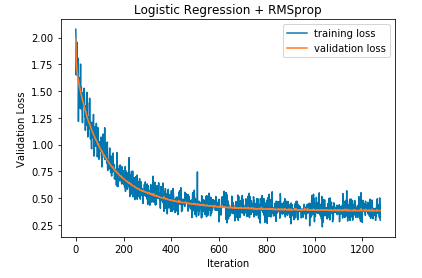 Logistic Regression + RMSprop
training loss
validation loss
Validation Loss
2.00
1.75
1.50
1.25
1.00
0.75
0.50
0.25
0 200 400 600 800 1000 1200
Iteration